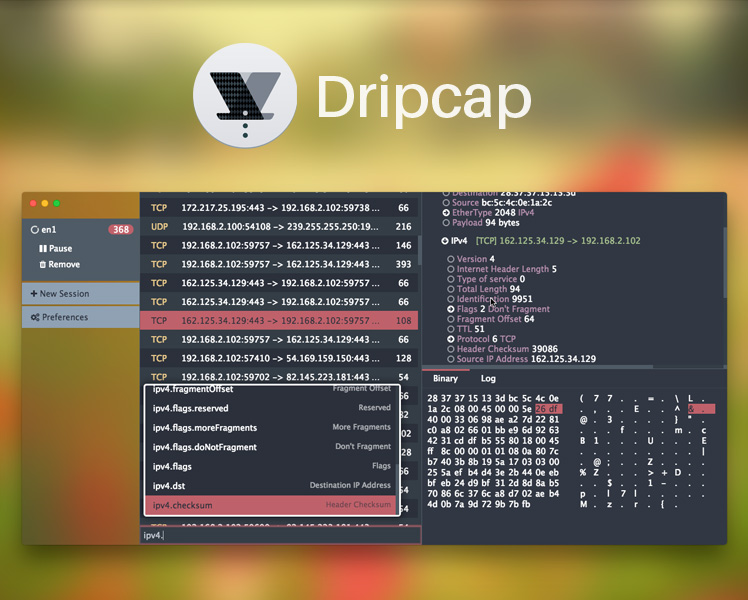 Dripcap
en1 368
Pause
Remove
New Session
Preferences
TCP 172.217.25.195:443 -> 192.168.2.102:59738 ... 66
UDP 192.168.2.100:54108 -> 239.255.255.250:19... 216
TCP 192.168.2.102:59757 -> 162.125.34.129:443 ... 146
TCP 192.168.2.102:59757 -> 162.125.34.129:443 ... 393
TCP 192.168.2.102:59757 -> 162.125.34.129:443 ... 66
TCP 192.168.2.102:59757 -> 162.125.34.129:443 ... 66
TCP 162.125.34.129:443 -> 192.168.2.102:59757 ... 108
TCP 192.168.2.102:59757 -> 162.125.34.129:443 ... 66
TCP 192.168.2.102:57410 -> 54.169.159.150:443 ... 128
TCP 192.168.2.102:59702 -> 82.145.223.181:443 ... 54
ipv4.fragmentOffset Fragment Offset
ipv4.flags.reserved Reserved
ipv4.flags.moreFragments More Fragments
ipv4.flags.doNotFragment Don't Fragment
ipv4.flags Flags
ipv4.dst Destination IP Address
ipv4.checksum Header Checksum
ipv4.
Destination 28:37:37:15:13:3d
Source bc:5c:4c:0e:1a:2c
EtherType 2048 IPv4
Payload 94 bytes
IPv4 [TCP] 162.125.34.129 -> 192.168.2.102
Version 4
Internet Header Length 5
Type of service 0
Total Length 94
Identification 9951
Flags 2 Don't Fragment
Fragment Offset 64
TTL 51
Protocol 6 TCP
Header Checksum 39086
Source IP Address 162.125.34.129
Binary Log
28 37 37 15 13 3d bc 5c 4c 0e ( 7 7 . . = . \ L .
1a 2c 08 00 45 00 00 5e 26 df . , . . E . . ^ & .
40 00 33 06 98 ae a2 7d 22 81 @ . 3 . . . . } " .
c0 a8 02 66 01 bb e9 6d 92 63 . . . f . . . m . c
42 31 cd df b5 55 80 18 00 45 B 1 . . . U . . . E
ff 8c 00 00 01 01 08 0a 80 7c . . . . . . . . . |
b7 40 3b 8b 19 5a 17 03 03 00 . @ ; . . Z . . . .
25 5a ef b4 d4 3e 2b 44 0e eb % Z . . . > + D . .
bf eb 24 d9 bf 31 2d 8d 8a b5 . . $ . . 1 - . . .
70 86 6c 37 6c a8 d7 02 ae b4 p . l 7 l . . . . .
4d 0b 7a 9d 72 9b 7b fb M . z . r . { .